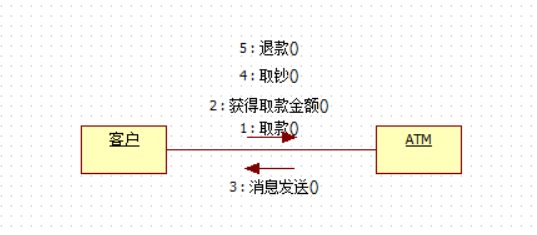 5：退款()
4：取钞()
2：获得取款金额()
1：取款()
客户
ATM
3：消息发送()